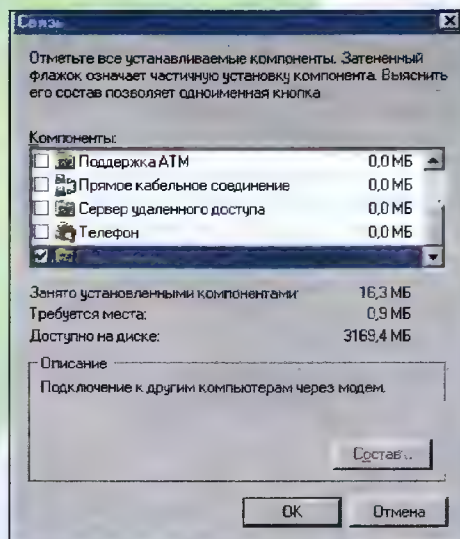 Связь
Отметьте все устанавливаемые компоненты. Затененный
флажок означает частичную установку компонента. Выяснить
его состав позволяет одноименная кнопка
Компоненты:
Поддержка ATM 0,0 МБ
Прямое кабельное соединение 0,0 МБ
Сервер удаленного доступа 0,0 МБ
Телефон 0,0 МБ
Занято установленными компонентами: 16,3 МБ
Требуется места: 0,9 МБ
Доступно на диске: 3169,4 МБ
Описание
Подключение к другим компьютерам через модем.
Состав...
OK Отмена